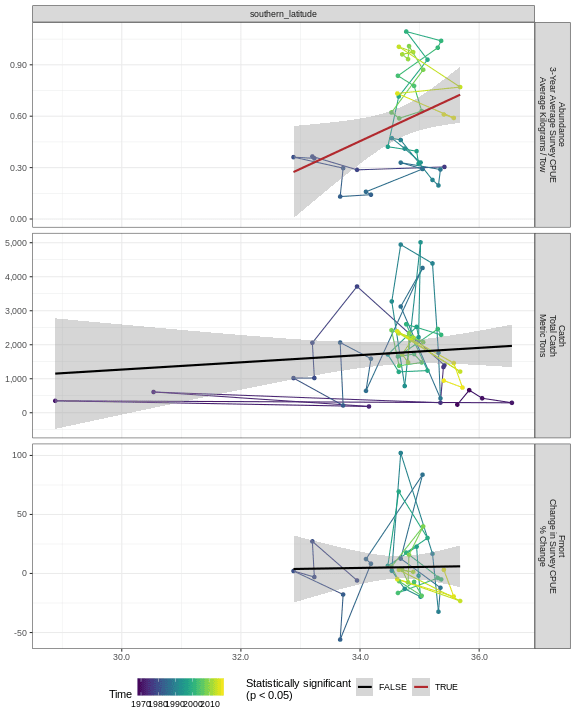 southern_latitude
0.90
0.60
0.30
0.00
Abundance
3-Year Average Survey CPUE
Average Kilograms / Tow
5,000
4,000
3,000
2,000
1,000
0
Catch
Total Catch
Metric Tons
100
50
0
-50
Fmort
Change in Survey CPUE
% Change
30.0 32.0 34.0 36.0
Time
1970 1980 1990 2000 2010
Statistically significant
(p < 0.05)
FALSE TRUE